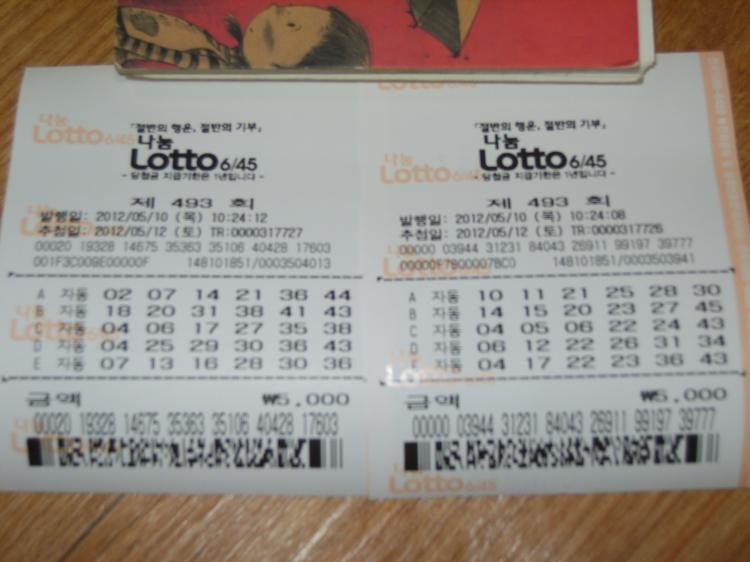 「절반의 행운, 절반의 기부」
나눔
Lotto 6/45
- 당첨금 지급기한은 1년입니다 -
제 493 회
발행일: 2012/05/10 (목) 10:24:12
추첨일: 2012/05/12 (토) TR:0000317727
00020 19328 14675 35363 35106 40428 17603
001F3C009E00000F 148101851/0003504013
A 자동 02 07 14 21 36 44
B 자동 18 20 31 38 41 43
C 자동 04 06 17 27 35 38
D 자동 04 25 29 30 36 43
E 자동 07 13 16 28 30 36
금액 ₩5,000
00020 19328 14675 35363 35106 40428 17603
「절반의 행운, 절반의 기부」
나눔
Lotto 6/45
- 당첨금 지급기한은 1년입니다 -
제 493 회
발행일: 2012/05/10 (목) 10:24:08
추첨일: 2012/05/12 (토) TR:0000317726
00000 03944 31231 84043 26911 99197 39777
00000F7800007BC0 148101851/0003503941
A 자동 10 11 21 25 28 30
B 자동 14 15 20 23 27 45
C 자동 04 05 06 22 24 43
D 자동 06 12 22 26 31 34
E 자동 04 17 22 23 36 43
금액 ₩5,000
00000 03944 31231 84043 26911 99197 39777